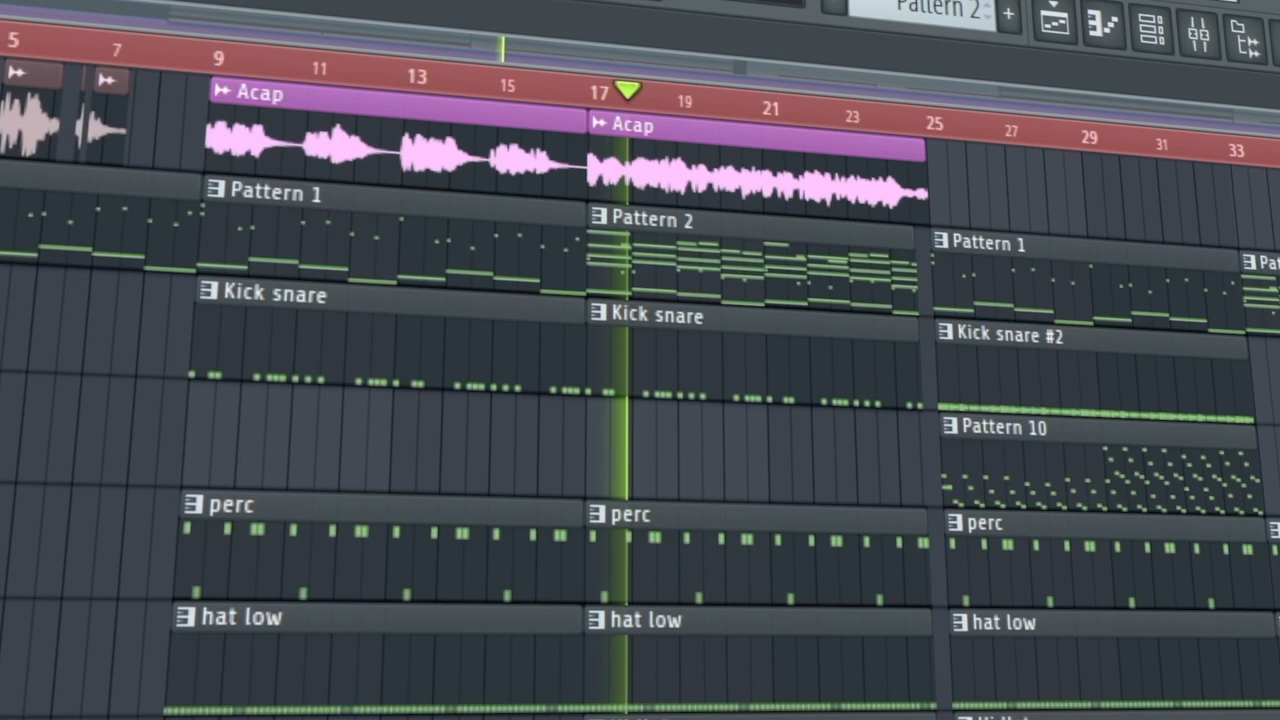 Pattern 2
+
5 7 9 11 13 15 17 19 21 23 25 27 29 31 33
Acap Acap
Pattern 1 Pattern 2 Pattern 1
Kick snare Kick snare Kick snare #2
Pattern 10
perc perc perc
hat low hat low hat low